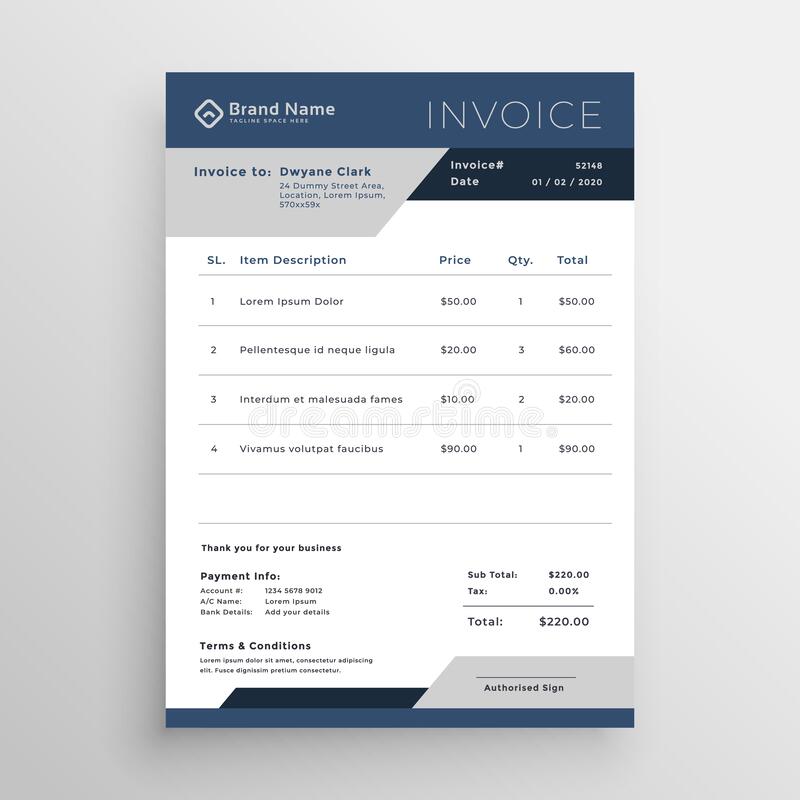 Brand Name
TAGLINE SPACE HERE
INVOICE
Invoice to: Dwyane Clark
24 Dummy Street Area,
Location, Lorem Ipsum,
570xx59x
Invoice# 52148
Date 01 / 02 / 2020
SL. Item Description Price Qty. Total
1 Lorem Ipsum Dolor $50.00 1 $50.00
2 Pellentesque id neque ligula $20.00 3 $60.00
3 Interdum et malesuada fames $10.00 2 $20.00
dreamstime.
4 Vivamus volutpat faucibus $90.00 1 $90.00
Thank you for your business
Payment Info:
Account #: 1234 5678 9012
A/C Name: Lorem Ipsum
Bank Details: Add your details
Sub Total: $220.00
Tax: 0.00%
Total: $220.00
Terms & Conditions
Lorem ipsum dolor sit amet, consectetur adipiscing
elit. Fusce dignissim pretium consectetur.
Authorised Sign